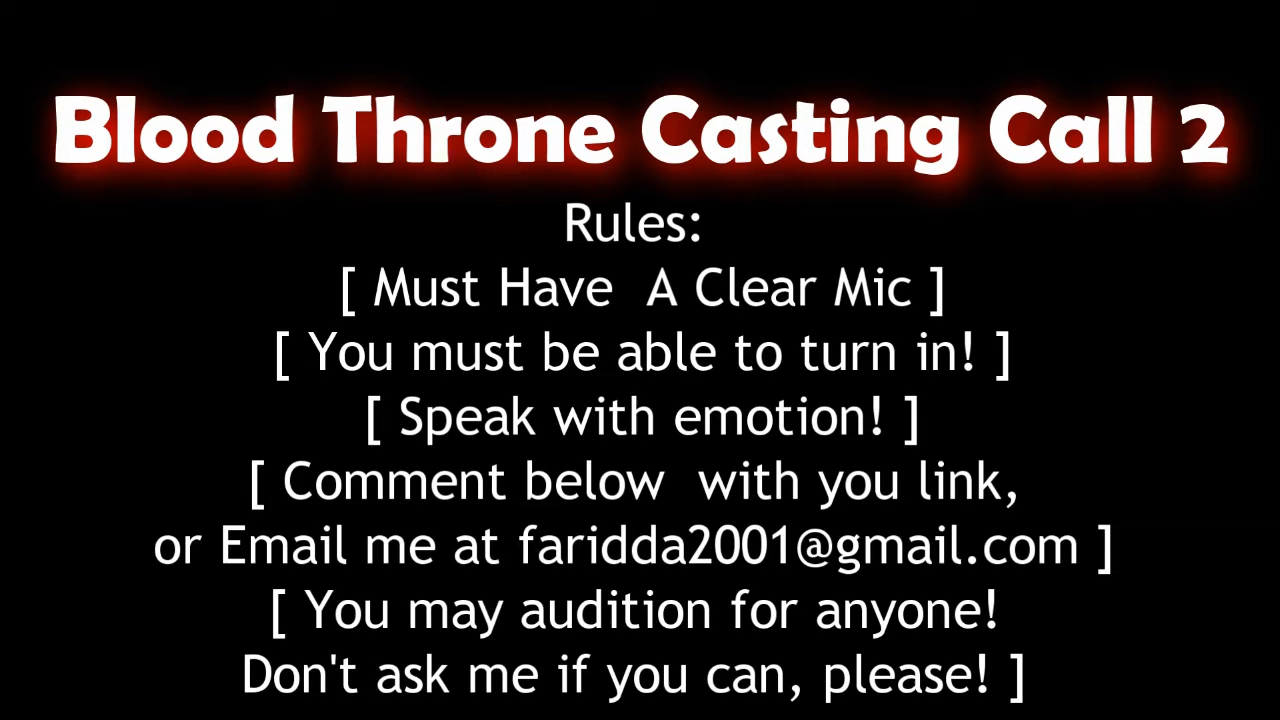 Blood Throne Casting Call 2
Rules:
[ Must Have  A Clear Mic ]
[ You must be able to turn in! ]
[ Speak with emotion! ]
[ Comment below  with you link,
or Email me at faridda2001@gmail.com ]
[ You may audition for anyone!
Don't ask me if you can, please! ]